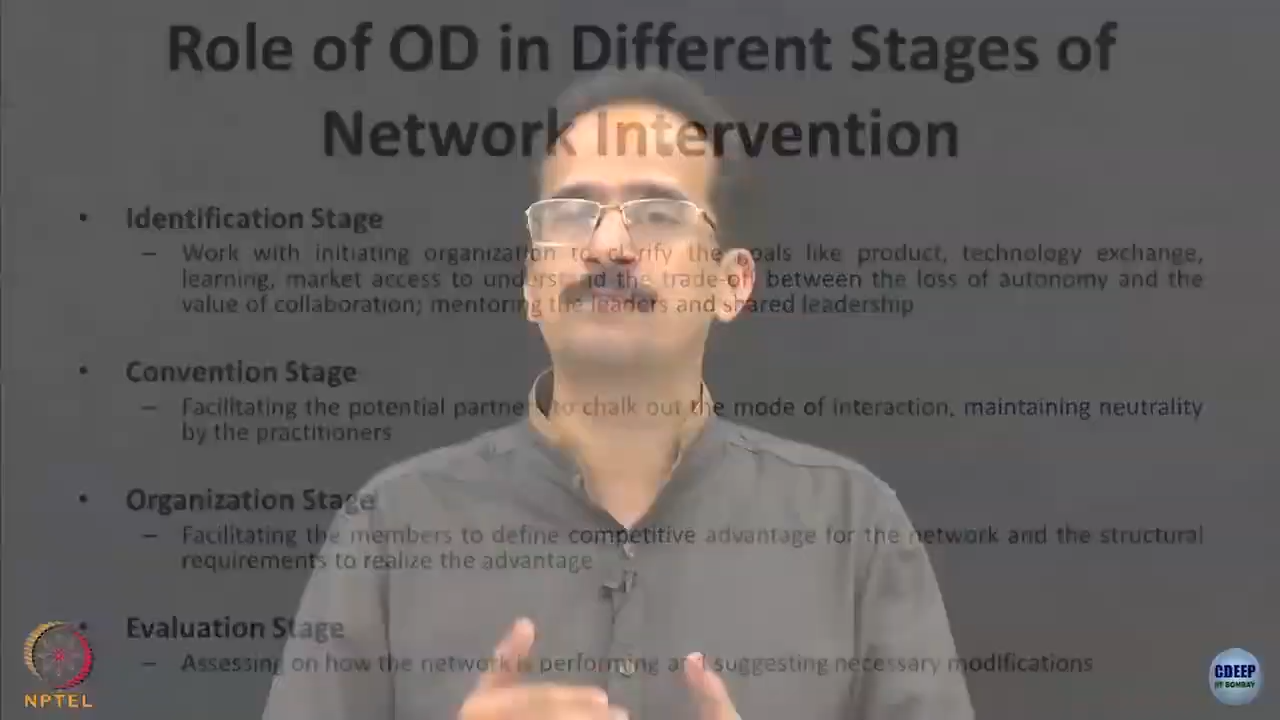 Role of OD in Different Stages of
Network Intervention
• Identification Stage
– Work with initiating organization to clarify the goals like product, technology exchange,
learning, market access to understand the trade-off between the loss of autonomy and the
value of collaboration; mentoring the leaders and shared leadership
• Convention Stage
– Facilitating the potential partners to chalk out the mode of interaction, maintaining neutrality
by the practitioners
• Organization Stage
– Facilitating the members to define competitive advantage for the network and the structural
requirements to realize the advantage
• Evaluation Stage
– Assessing on how the network is performing and suggesting necessary modifications
NPTEL
CDEEP
IIT BOMBAY